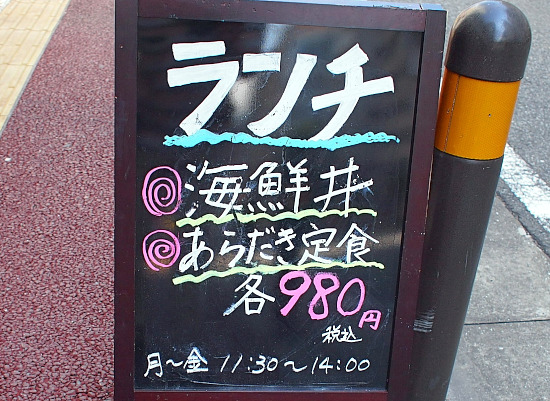 ランチ
海鮮丼
あらだき定食
各980円
税込
月〜金 11:30〜14:00